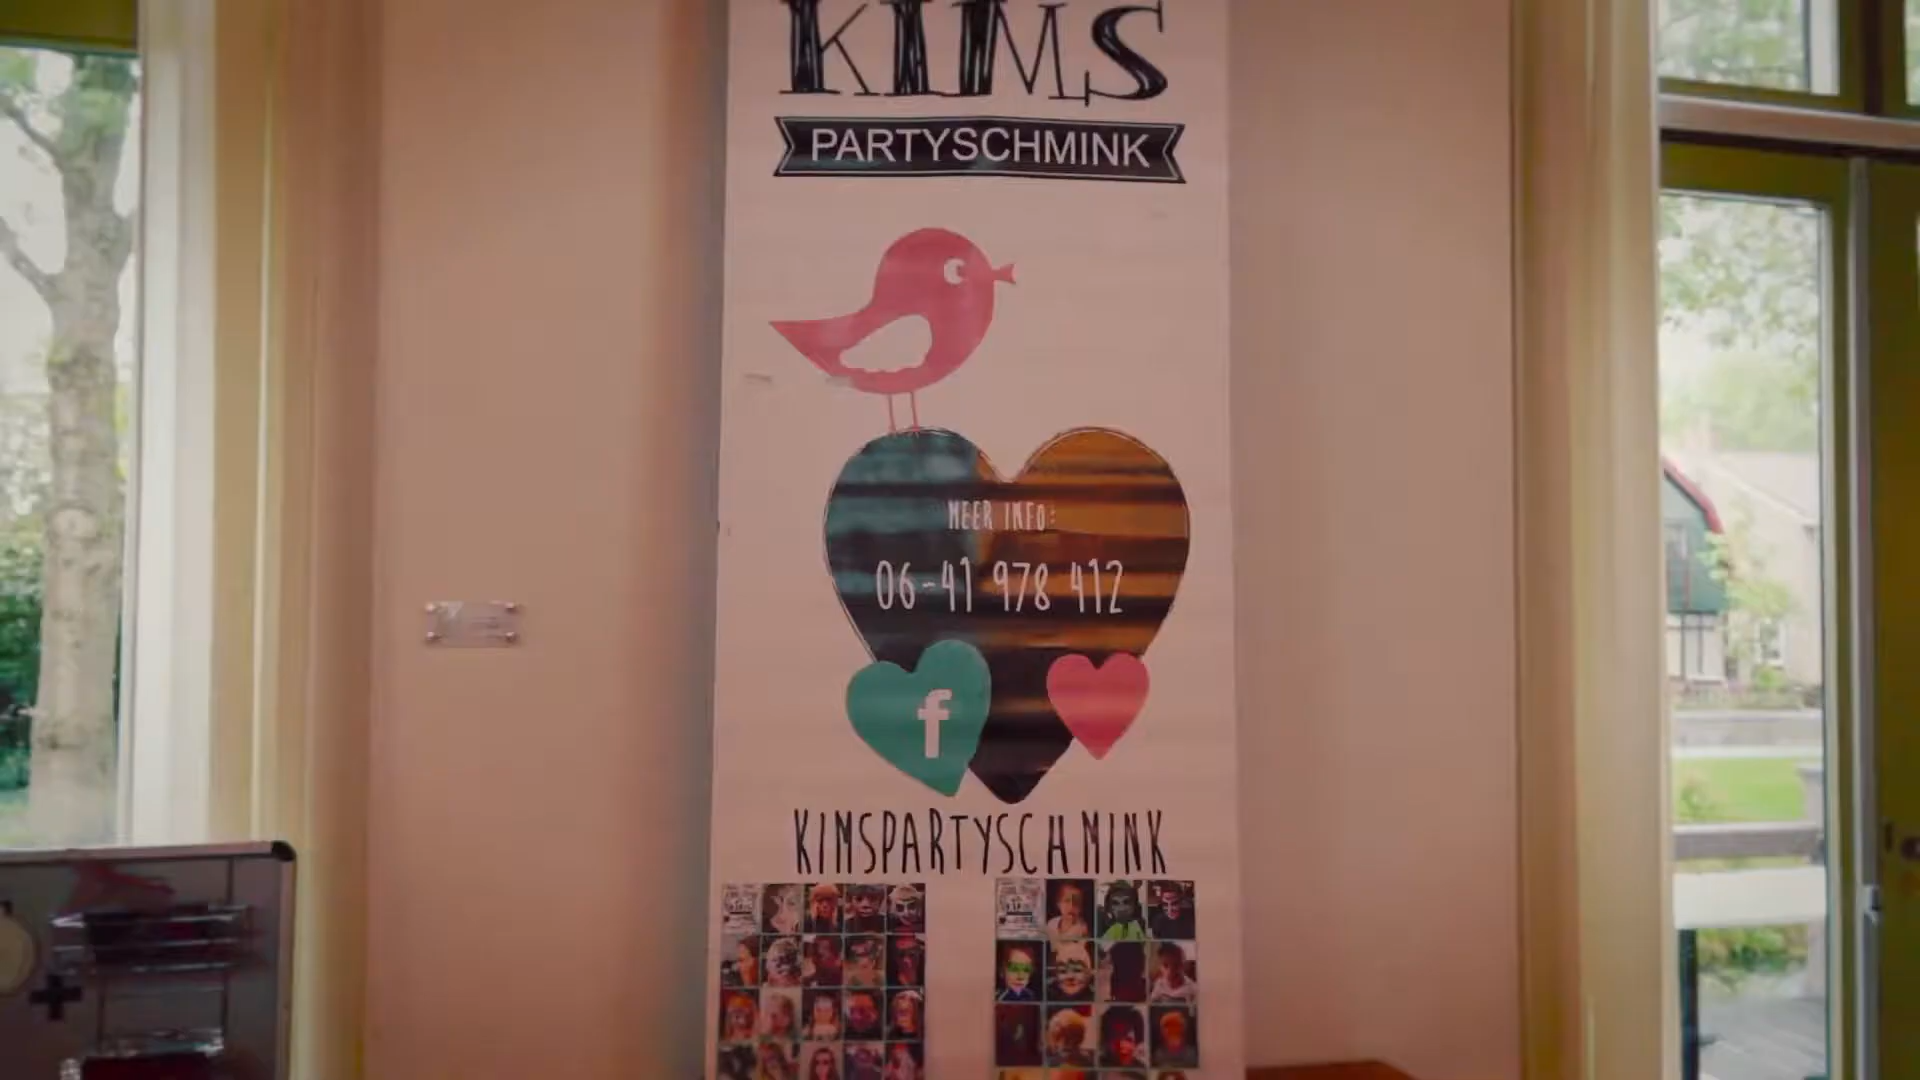 KIMS
PARTYSCHMINK
MEER INFO:
06-41 978 412
f
KIMSPARTYSCHMINK